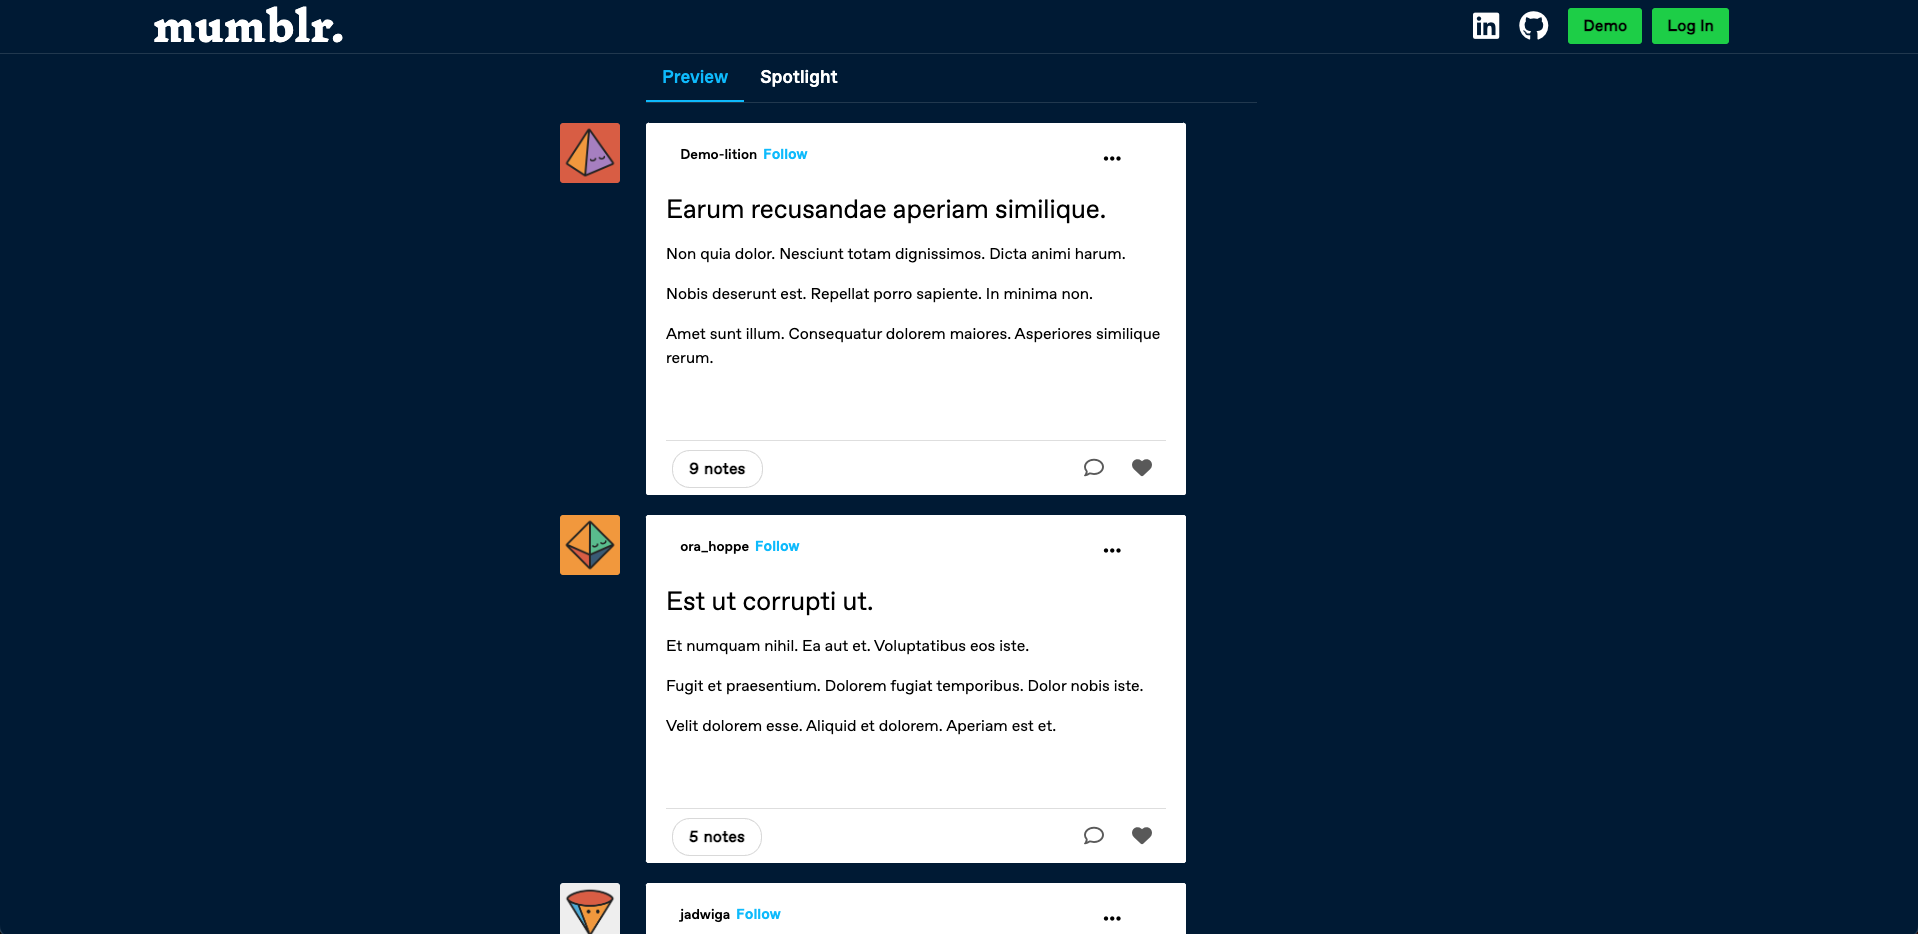 mumblr.
Demo
Log In
Preview
Spotlight
Demo-lition Follow
Earum recusandae aperiam similique.
Non quia dolor. Nesciunt totam dignissimos. Dicta animi harum.
Nobis deserunt est. Repellat porro sapiente. In minima non.
Amet sunt illum. Consequatur dolorem maiores. Asperiores similique
rerum.
9 notes
ora_hoppe Follow
Est ut corrupti ut.
Et numquam nihil. Ea aut et. Voluptatibus eos iste.
Fugit et praesentium. Dolorem fugiat temporibus. Dolor nobis iste.
Velit dolorem esse. Aliquid et dolorem. Aperiam est et.
5 notes
jadwiga Follow